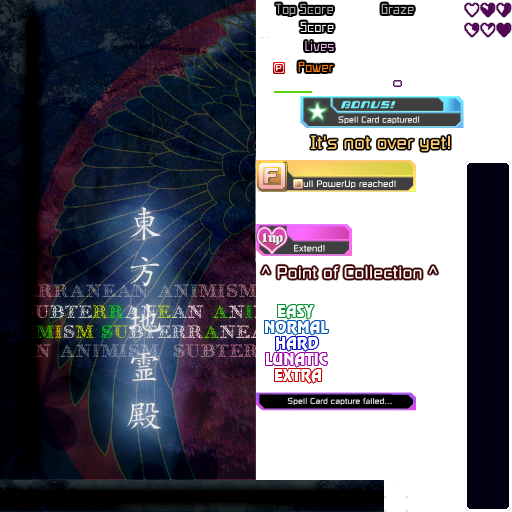 Top Score
Graze
Score
Lives
P Power
BONUS!
Spell Card captured!
It's not over yet!
F
ull PowerUp reached!
1up
Extend!
^ Point of Collection ^
EASY
NORMAL
HARD
LUNATIC
EXTRA
Spell Card capture failed...
東方地霊殿
RRANEAN ANIMISM
UBTERRANEAN ANI
MISM SUBTERRANEA
N ANIMISM SUBTERR